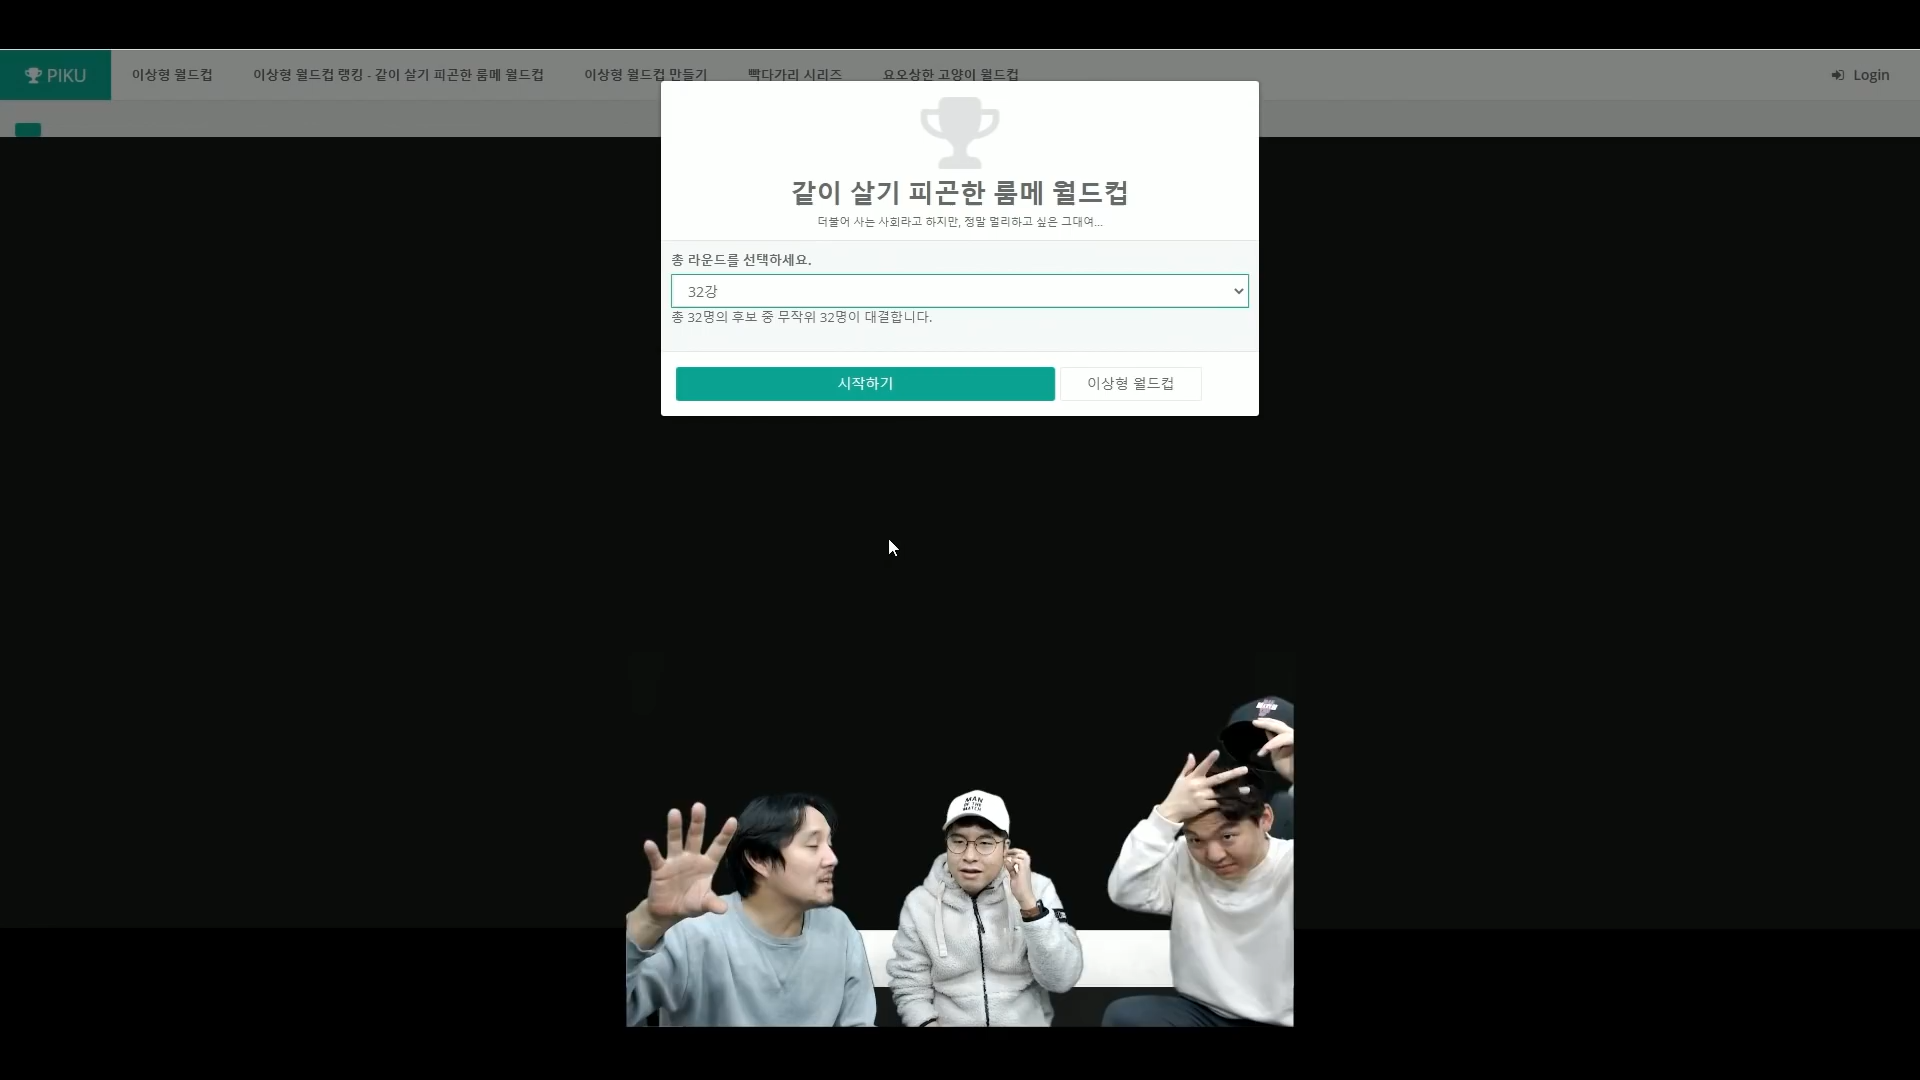 PIKU
이상형 월드컵
이상형 월드컵 랭킹 - 같이 살기 피곤한 룸메 월드컵
이상형 월드컵 만들기
빡다가리 시리즈
요오상한 고양이 월드컵
Login
같이 살기 피곤한 룸메 월드컵
더불어 사는 사회라고 하지만, 정말 멀리하고 싶은 그대여...
총 라운드를 선택하세요.
32강
총 32명의 후보 중 무작위 32명이 대결합니다.
시작하기
이상형 월드컵
MAN
OF THE
MATCH